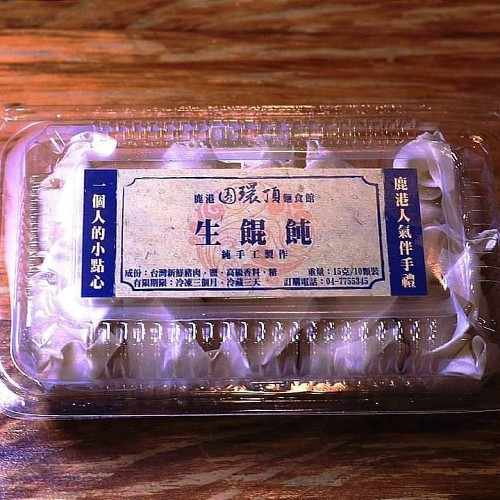 一個人的小點心
鹿港圓環頂麵食館
生餛飩
純手工製作
成份：台灣新鮮豬肉、鹽、高級香料、糖 重量：15克/10顆裝
有限期限：冷凍三個月、冷藏三天 訂購電話：04-7755345
鹿港人氣伴手禮